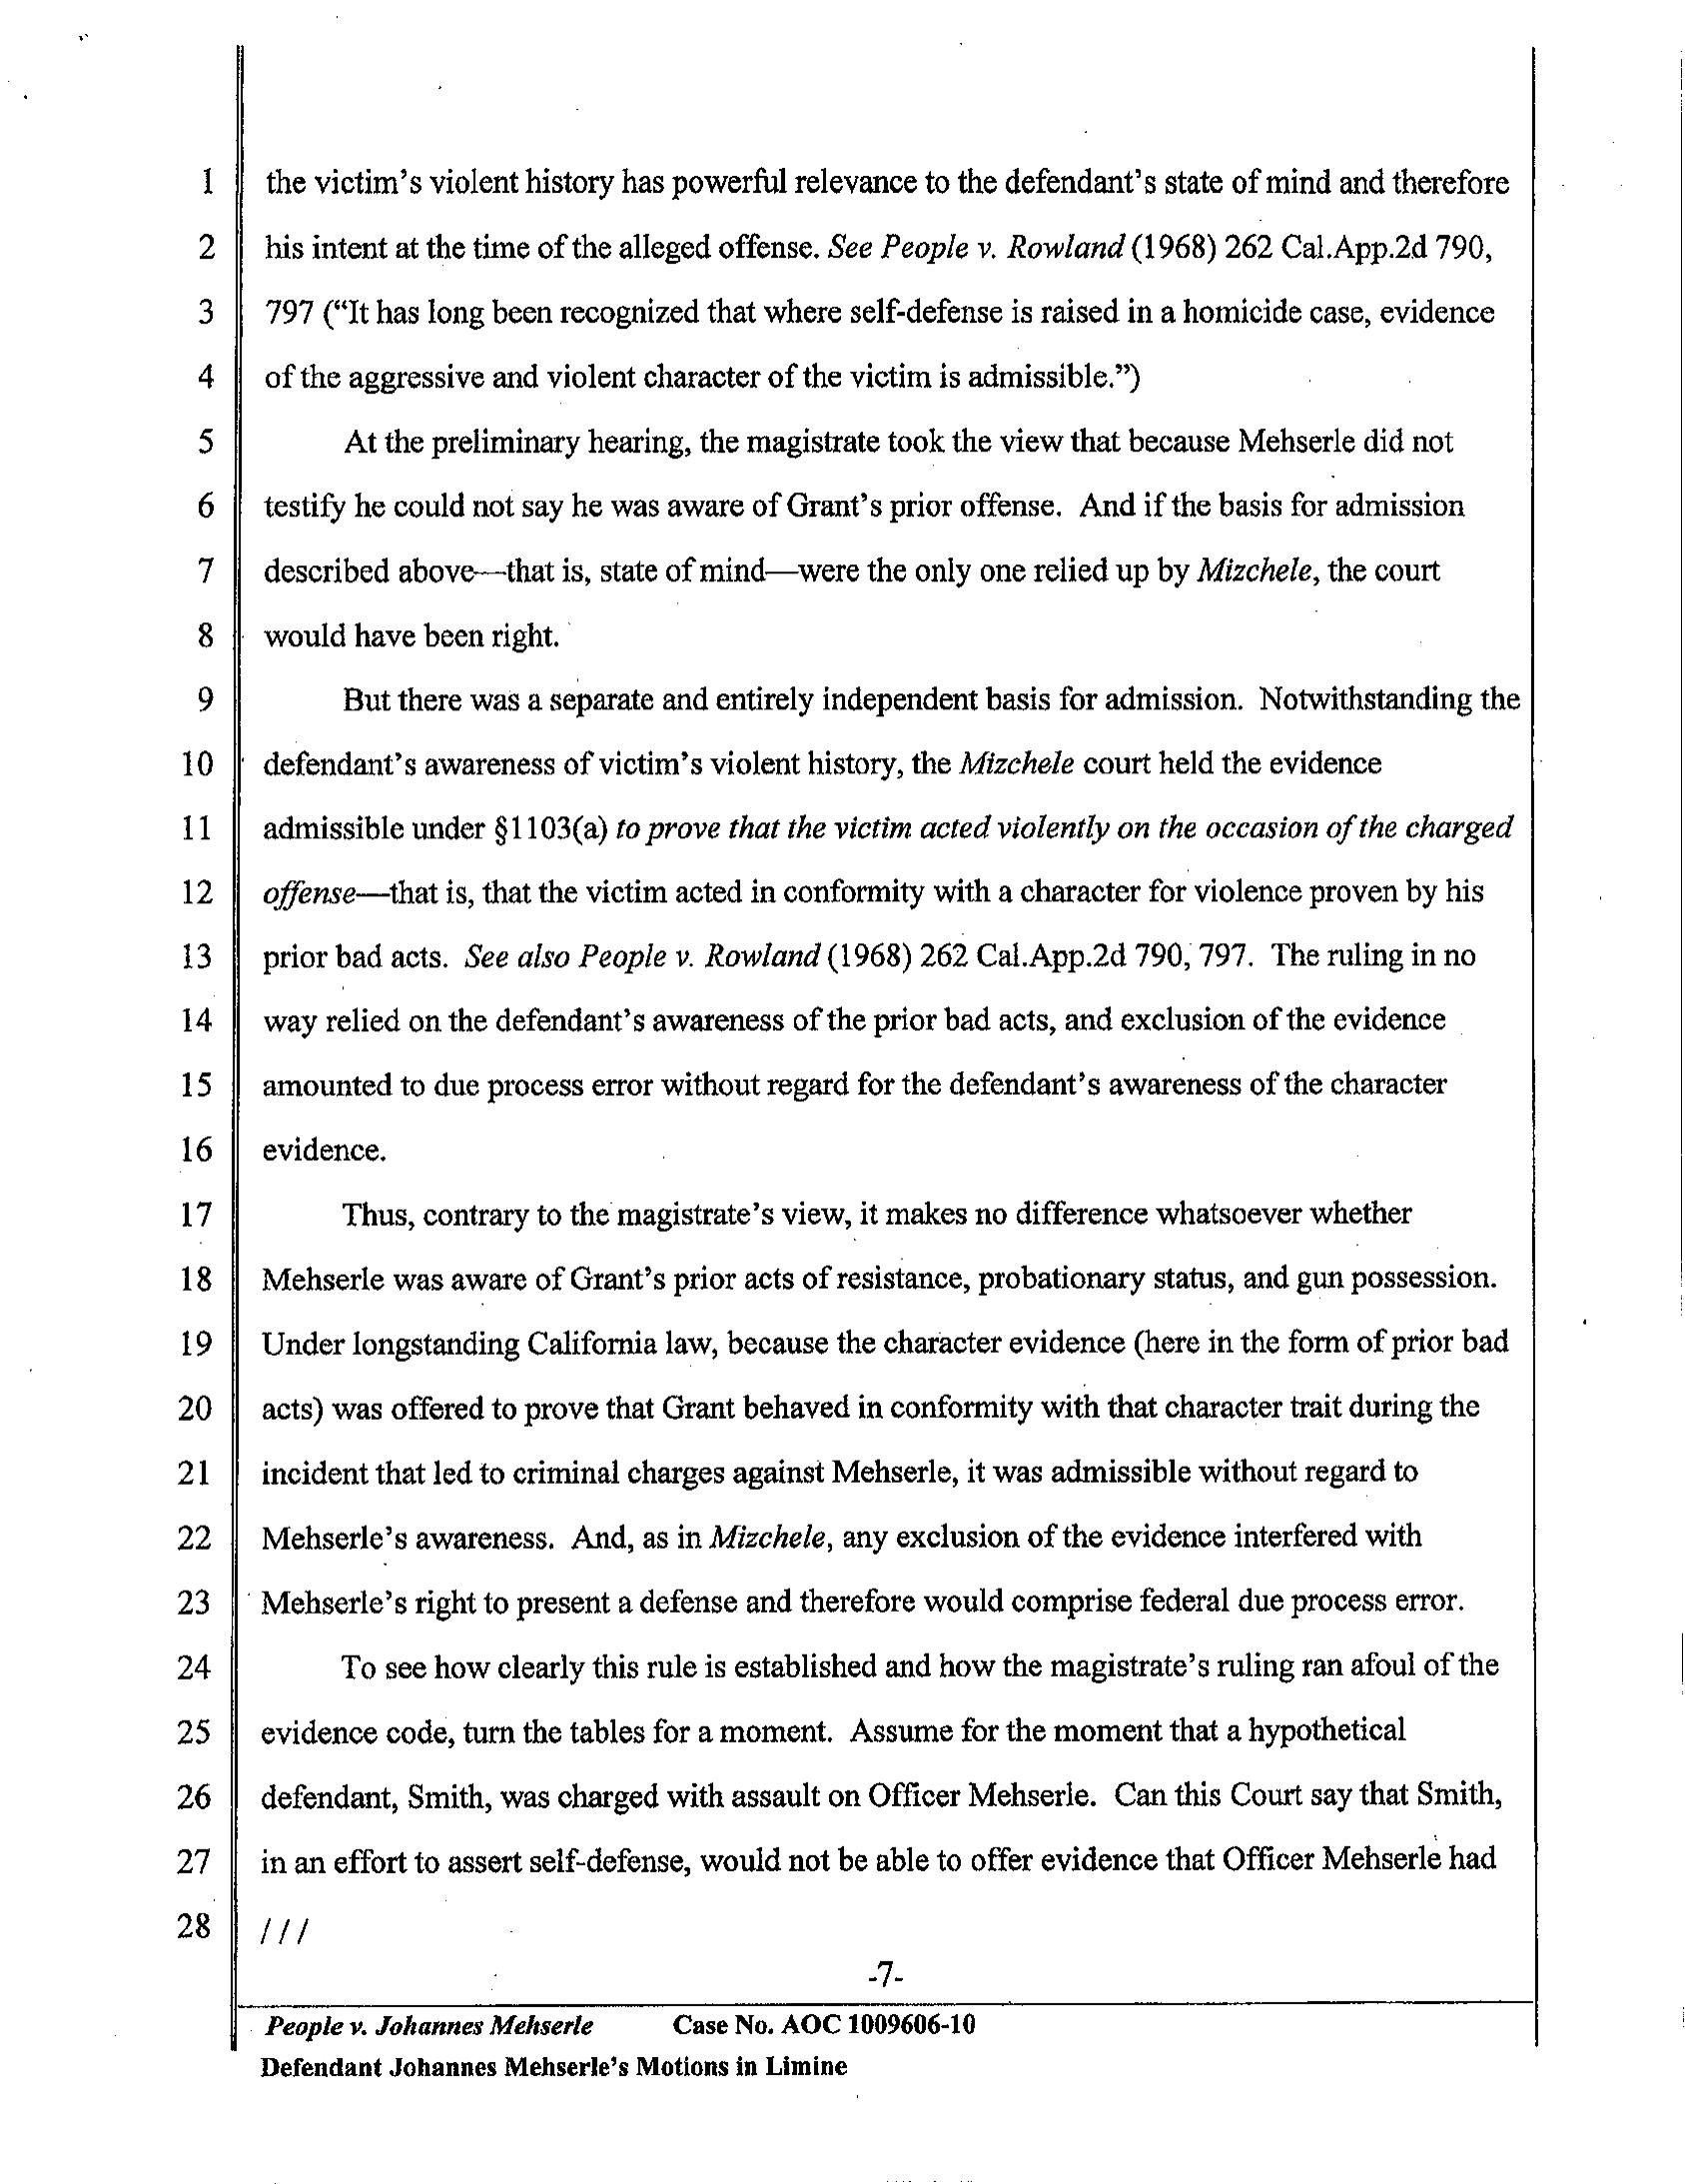 1 the victim's violent history has powerful relevance to the defendant's state of mind and therefore
2 his intent at the time of the alleged offense. See People v. Rowland (1968) 262 Cal.App.2d 790,
3 797 (“It has long been recognized that where self-defense is raised in a homicide case, evidence
4 of the aggressive and violent character of the victim is admissible.”)
5 At the preliminary hearing, the magistrate took the view that because Mehserle did not
6 testify he could not say he was aware of Grant's prior offense. And if the basis for admission
7 described above—that is, state of mind—were the only one relied up by Mizchele, the court
8 would have been right.
9 But there was a separate and entirely independent basis for admission. Notwithstanding the
10 defendant's awareness of victim's violent history, the Mizchele court held the evidence
11 admissible under §1103(a) to prove that the victim acted violently on the occasion of the charged
12 offense—that is, that the victim acted in conformity with a character for violence proven by his
13 prior bad acts. See also People v. Rowland (1968) 262 Cal.App.2d 790, 797. The ruling in no
14 way relied on the defendant's awareness of the prior bad acts, and exclusion of the evidence
15 amounted to due process error without regard for the defendant's awareness of the character
16 evidence.
17 Thus, contrary to the magistrate's view, it makes no difference whatsoever whether
18 Mehserle was aware of Grant's prior acts of resistance, probationary status, and gun possession.
19 Under longstanding California law, because the character evidence (here in the form of prior bad
20 acts) was offered to prove that Grant behaved in conformity with that character trait during the
21 incident that led to criminal charges against Mehserle, it was admissible without regard to
22 Mehserle's awareness. And, as in Mizchele, any exclusion of the evidence interfered with
23 Mehserle's right to present a defense and therefore would comprise federal due process error.
24 To see how clearly this rule is established and how the magistrate's ruling ran afoul of the
25 evidence code, turn the tables for a moment. Assume for the moment that a hypothetical
26 defendant, Smith, was charged with assault on Officer Mehserle. Can this Court say that Smith,
27 in an effort to assert self-defense, would not be able to offer evidence that Officer Mehserle had
28 / / /
-7-
People v. Johannes Mehserle Case No. AOC 1009606-10
Defendant Johannes Mehserle's Motions in Limine